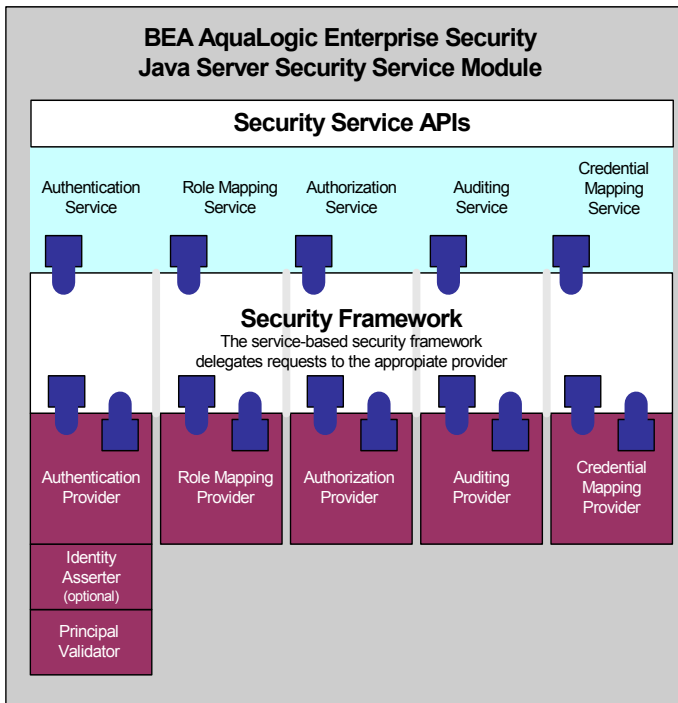 BEA AquaLogic Enterprise Security
Java Server Security Service Module
Security Service APIs
Authentication
Service
Role Mapping
Service
Authorization
Service
Auditing
Service
Credential
Mapping
Service
Security Framework
The service-based security framework
delegates requests to the appropiate provider
Authentication
Provider
Role Mapping
Provider
Authorization
Provider
Auditing
Provider
Credential
Mapping
Provider
Identity
Asserter
(optional)
Principal
Validator